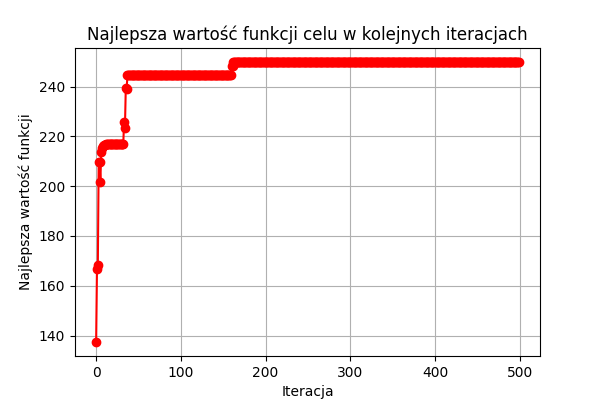 Najlepsza wartość funkcji celu w kolejnych iteracjach
Najlepsza wartość funkcji
240
220
200
180
160
140
0 100 200 300 400 500
Iteracja